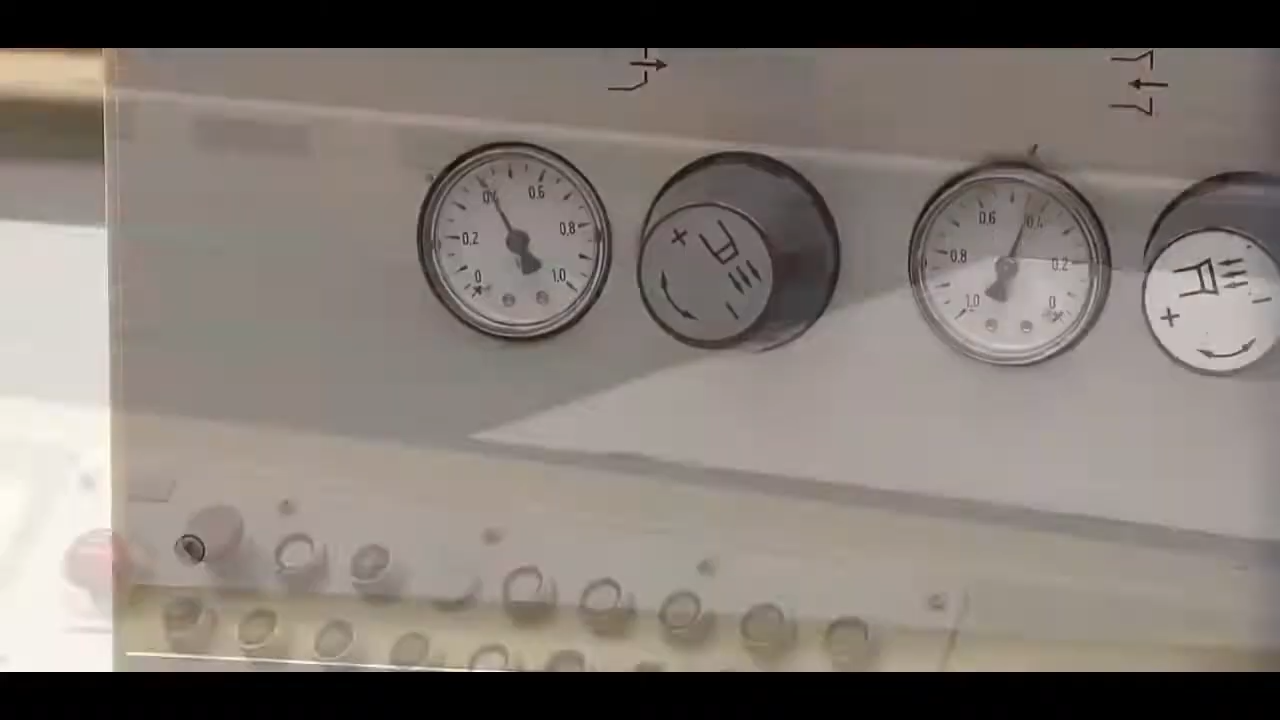 0 0,2 0,4 0,6 0,8 1,0
+ −
1,0 0,8 0,6 0,4 0,2 0
+ −